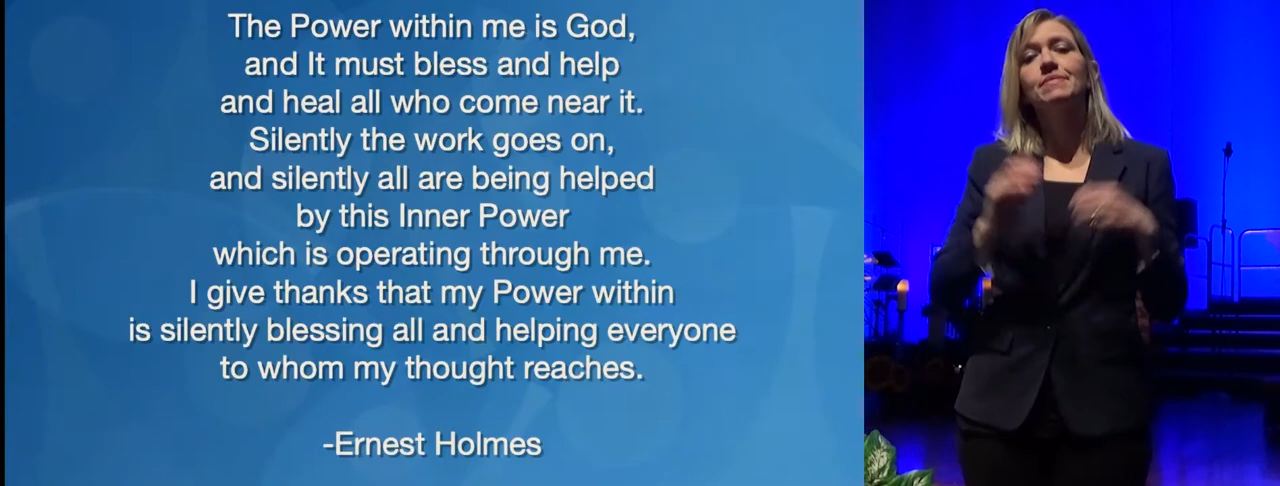 The Power within me is God,
and It must bless and help
and heal all who come near it.
Silently the work goes on,
and silently all are being helped
by this Inner Power
which is operating through me.
I give thanks that my Power within
is silently blessing all and helping everyone
to whom my thought reaches.
-Ernest Holmes